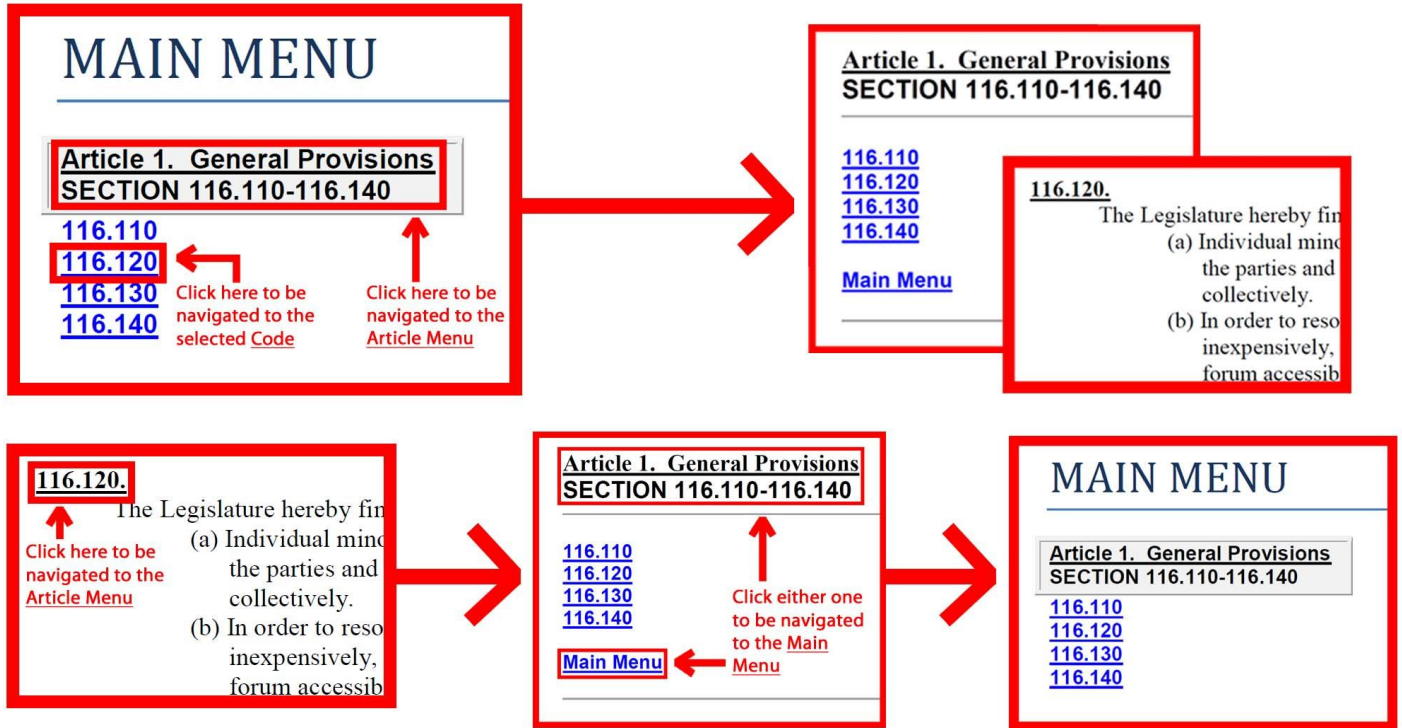 MAIN MENU
Article 1. General Provisions
SECTION 116.110-116.140
116.110
116.120
116.130
116.140
Click here to be
navigated to the
selected Code
Click here to be
navigated to the
Article Menu
Article 1. General Provisions
SECTION 116.110-116.140
116.110
116.120
116.130
116.140
Main Menu
116.120.
The Legislature hereby fin
(a) Individual mino
the parties and
collectively.
(b) In order to reso
inexpensively,
forum accessib
116.120.
The Legislature hereby fin
(a) Individual mino
the parties and
collectively.
(b) In order to reso
inexpensively,
forum accessib
Click here to be
navigated to the
Article Menu
Article 1. General Provisions
SECTION 116.110-116.140
116.110
116.120
116.130
116.140
Main Menu
Click either one
to be navigated
to the Main
Menu
MAIN MENU
Article 1. General Provisions
SECTION 116.110-116.140
116.110
116.120
116.130
116.140